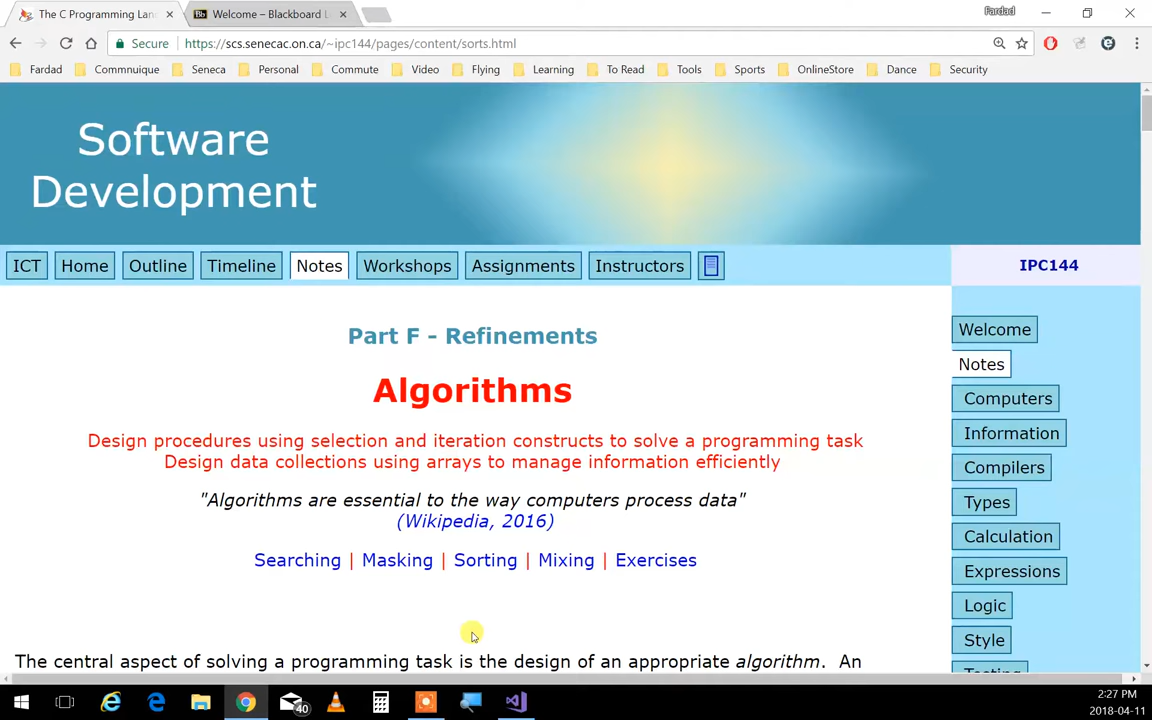 The C Programming Lan
Welcome – Blackboard L
Fardad
Secure
https://scs.senecac.on.ca/~ipc144/pages/content/sorts.html
Fardad
Commnuique
Seneca
Personal
Commute
Video
Flying
Learning
To Read
Tools
Sports
OnlineStore
Dance
Security
Software
Development
ICT
Home
Outline
Timeline
Notes
Workshops
Assignments
Instructors
IPC144
Part F - Refinements
Algorithms
Design procedures using selection and iteration constructs to solve a programming task
Design data collections using arrays to manage information efficiently
"Algorithms are essential to the way computers process data"
(Wikipedia, 2016)
Searching | Masking | Sorting | Mixing | Exercises
The central aspect of solving a programming task is the design of an appropriate algorithm. An
Welcome
Notes
Computers
Information
Compilers
Types
Calculation
Expressions
Logic
Style
40
2:27 PM
2018-04-11